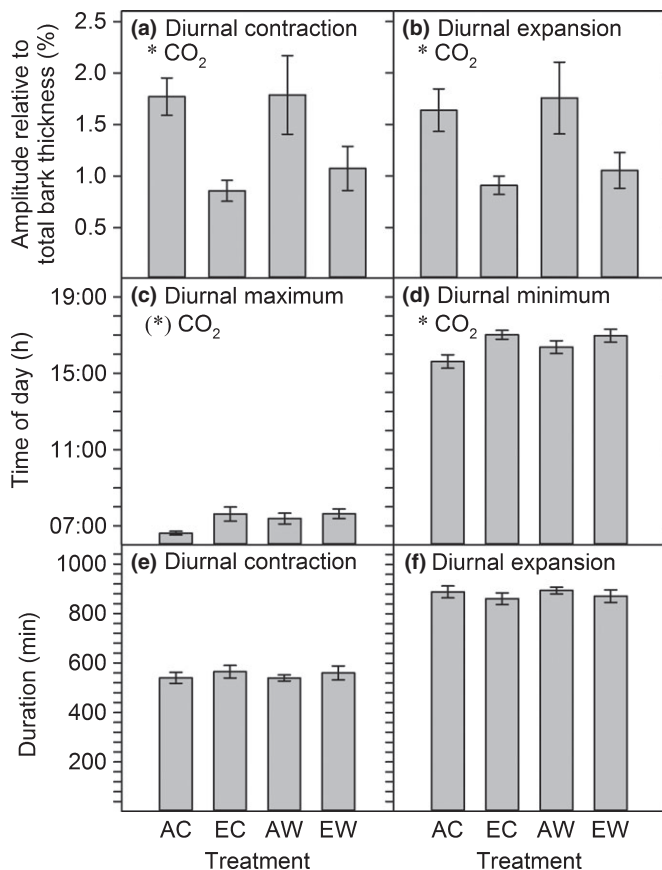 (a) Diurnal contraction
* CO₂
(b) Diurnal expansion
* CO₂
Amplitude relative to
total bark thickness (%)
2.5
2.0
1.5
1.0
0.5
(c) Diurnal maximum
(*) CO₂
(d) Diurnal minimum
* CO₂
Time of day (h)
19:00
15:00
11:00
07:00
(e) Diurnal contraction
(f) Diurnal expansion
Duration (min)
1000
800
600
400
200
AC EC AW EW
AC EC AW EW
Treatment
Treatment